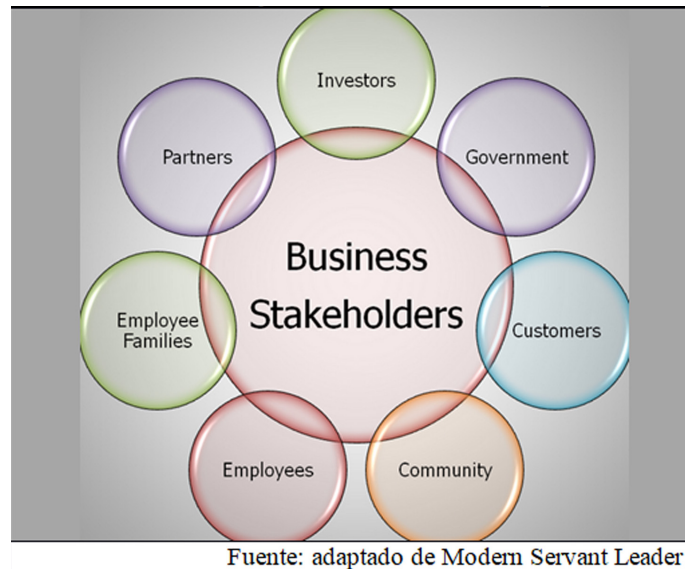 Investors
Partners
Government
Business
Stakeholders
Employee
Families
Customers
Employees
Community
Fuente: adaptado de Modern Servant Leader